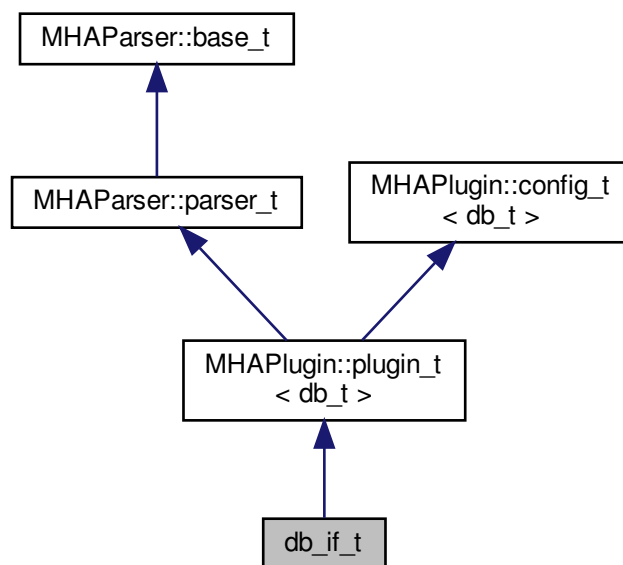 MHAParser::base_t
MHAParser::parser_t
MHAPlugin::config_t
< db_t >
MHAPlugin::plugin_t
< db_t >
db_if_t